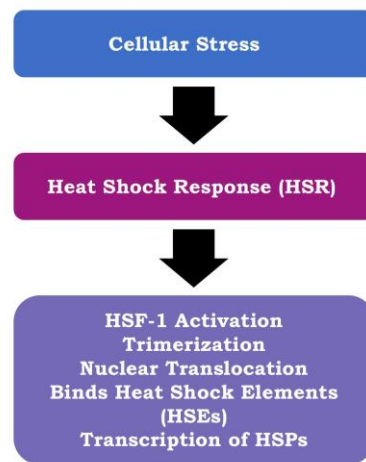 Cellular Stress
Heat Shock Response (HSR)
HSF-1 Activation
Trimerization
Nuclear Translocation
Binds Heat Shock Elements
(HSEs)
Transcription of HSPs